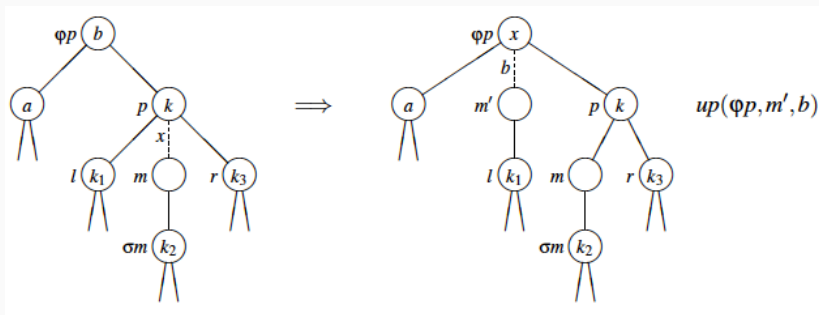 φp b
φp x
b
a
p k
⟹
a
m′
p k
up(φp,m′,b)
x
l k₁
m
r k₃
l k₁
m
r k₃
σm k₂
σm k₂